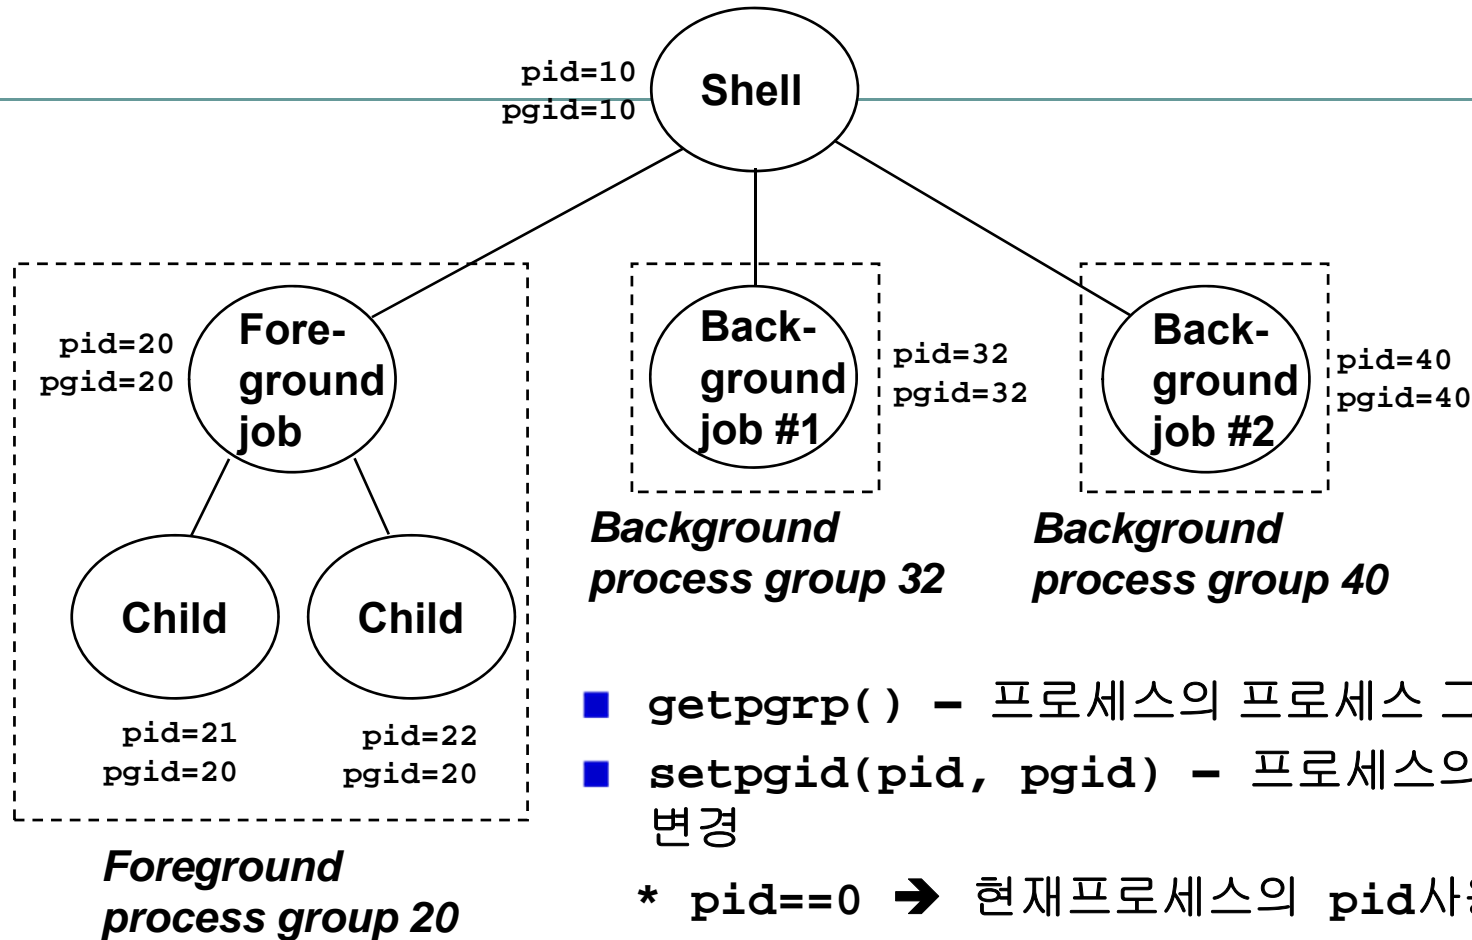 pid=10
pgid=10
Shell
pid=20
pgid=20
Fore-
ground
job
Back-
ground
job #1
pid=32
pgid=32
Back-
ground
job #2
pid=40
pgid=40
Background
process group 32
Background
process group 40
Child
Child
pid=21
pgid=20
pid=22
pgid=20
Foreground
process group 20
getpgrp() – 프로세스의 프로세스
setpgid(pid, pgid) – 프로세스의
변경
* pid==0 ➔ 현재프로세스의 pid